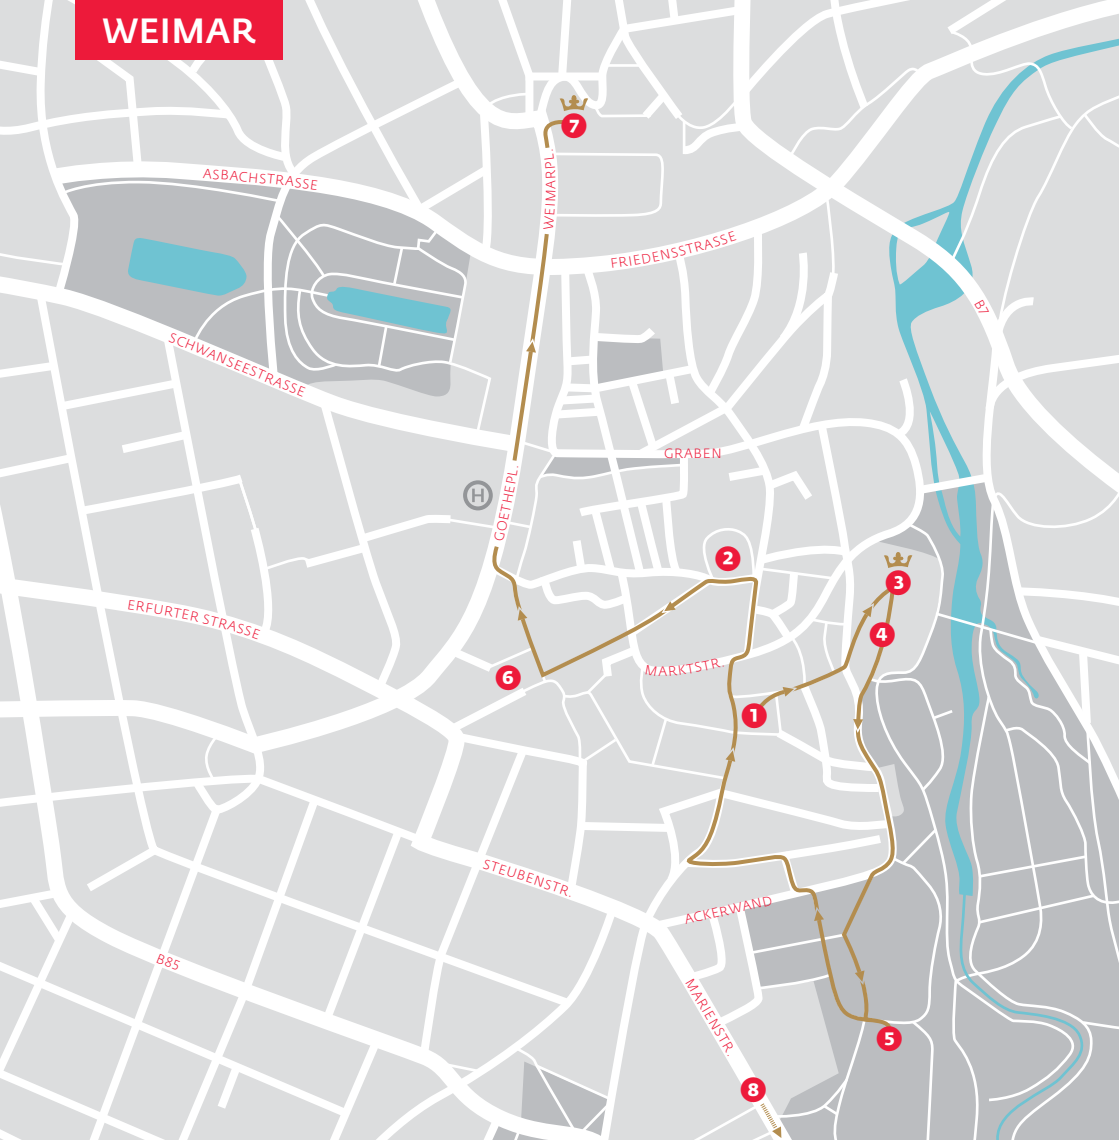 WEIMAR
7
ASBACHSTRASSE
WEIMARPL.
FRIEDENSSTRASSE
B7
SCHWANSEESTRASSE
GRABEN
H
GOETHEPL.
2
3
ERFURTER STRASSE
4
MARKTSTR.
6
1
STEUBENSTR.
ACKERWAND
B85
MARIENSTR.
5
8